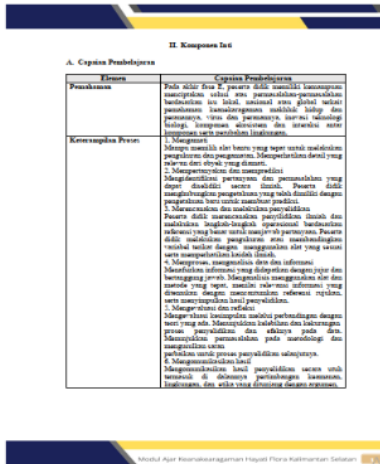 II. Komponen Inti
A. Capaian Pembelajaran
Elemen Capaian Pembelajaran
Pemahaman
Pada akhir fase E, peserta didik memiliki kemampuan
menciptakan solusi atas permasalahan-permasalahan
berdasarkan isu lokal, nasional atau global terkait
pemahaman keanekaragaman makhluk hidup dan
peranannya, virus dan peranannya, inovasi teknologi
biologi, komponen ekosistem dan interaksi antar
komponen serta perubahan lingkungan.
Keterampilan Proses
1. Mengamati
Mampu memilih alat bantu yang tepat untuk melakukan
pengukuran dan pengamatan. Memperhatikan detail yang
relevan dari obyek yang diamati.
2. Mempertanyakan dan memprediksi
Mengidentifikasi pertanyaan dan permasalahan yang
dapat diselidiki secara ilmiah. Peserta didik
menghubungkan pengetahuan yang telah dimiliki dengan
pengetahuan baru untuk membuat prediksi.
3. Merencanakan dan melakukan penyelidikan
Peserta didik merencanakan penyelidikan ilmiah dan
melakukan langkah-langkah operasional berdasarkan
referensi yang benar untuk menjawab pertanyaan. Peserta
didik melakukan pengukuran atau membandingkan
variabel terikat dengan menggunakan alat yang sesuai
serta memperhatikan kaidah ilmiah.
4. Memproses, menganalisis data dan informasi
Menafsirkan informasi yang didapatkan dengan jujur dan
bertanggung jawab. Menganalisis menggunakan alat dan
metode yang tepat, menilai relevansi informasi yang
ditemukan dengan mencantumkan referensi rujukan,
serta menyimpulkan hasil penyelidikan.
5. Mengevaluasi dan refleksi
Mengevaluasi kesimpulan melalui perbandingan dengan
teori yang ada. Menunjukkan kelebihan dan kekurangan
proses penyelidikan dan efeknya pada data.
Menunjukkan permasalahan pada metodologi dan
mengusulkan saran
perbaikan untuk proses penyelidikan selanjutnya.
6. Mengomunikasikan hasil
Mengomunikasikan hasil penyelidikan secara utuh
termasuk di dalamnya pertimbangan keamanan,
lingkungan, dan etika yang ditunjang dengan argumen,
Modul Ajar Keanekaragaman Hayati Flora Kalimantan Selatan